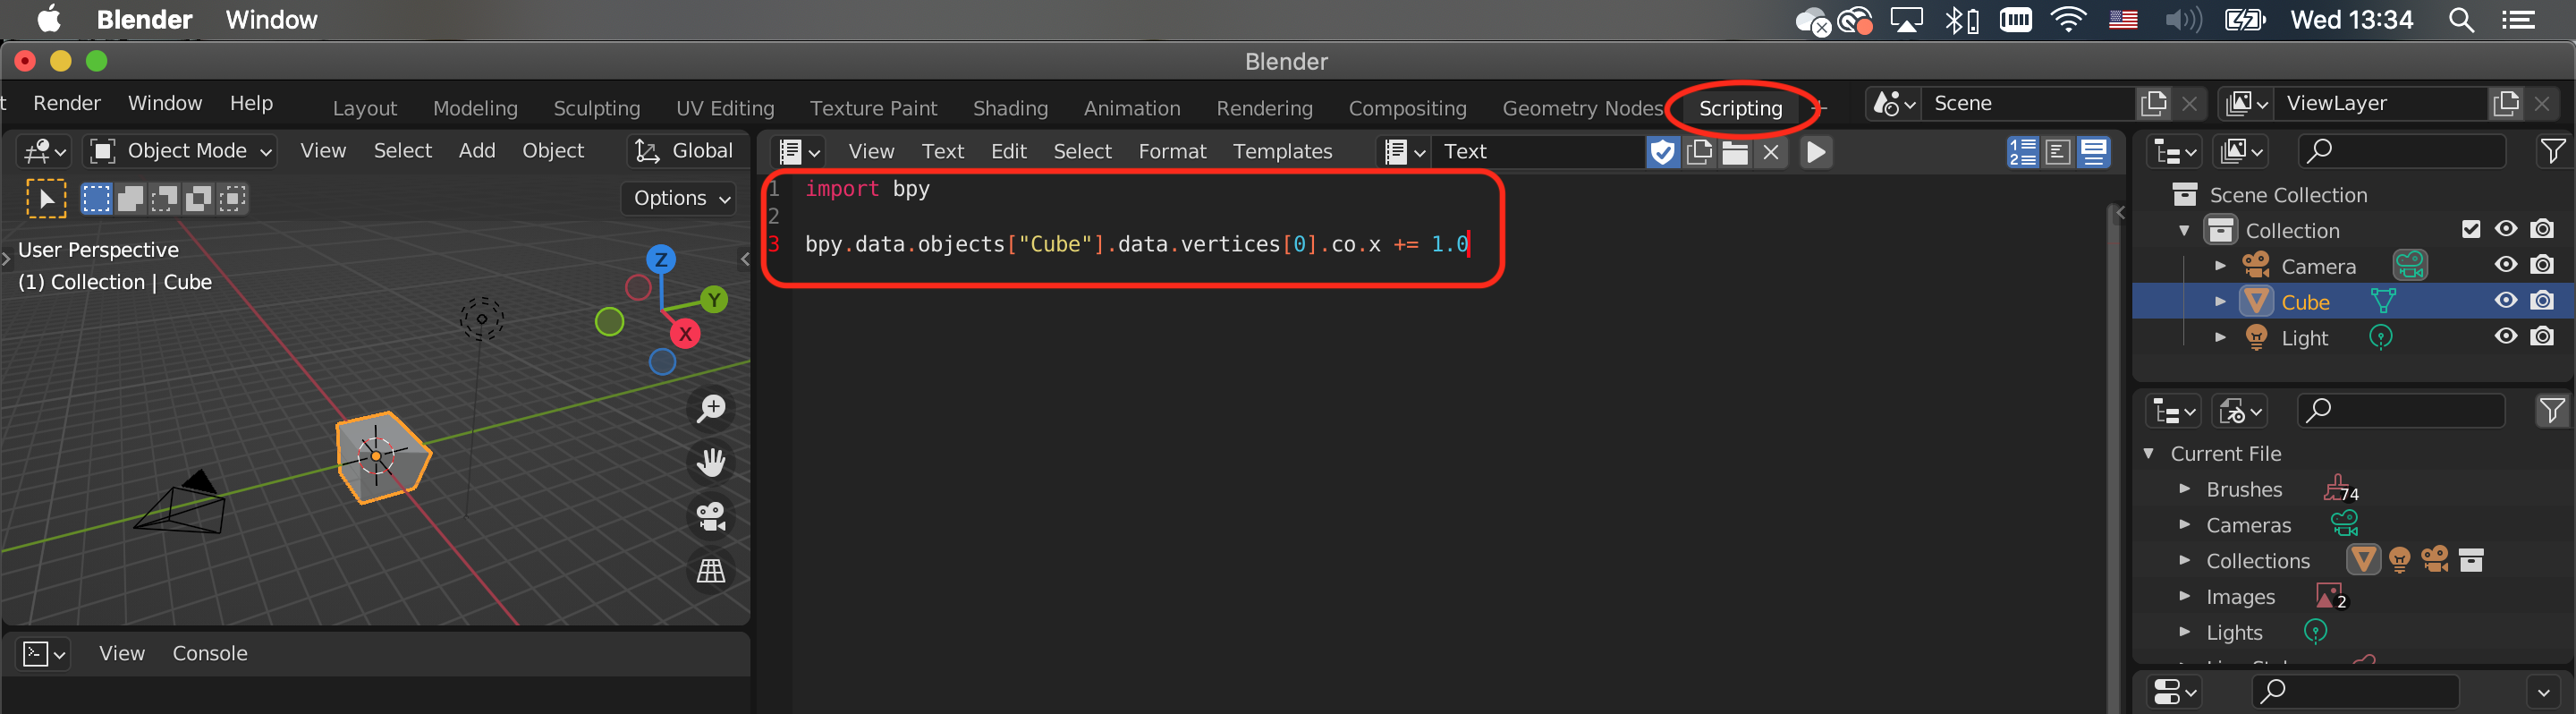 Blender Window Wed 13:34
Blender
t Render Window Help Layout Modeling Sculpting UV Editing Texture Paint Shading Animation Rendering Compositing Geometry Nodes Scripting + Scene ViewLayer
Object Mode View Select Add Object Global
View Text Edit Select Format Templates Text
Options
User Perspective
(1) Collection | Cube
Z
Y
X
1 import bpy
2
3 bpy.data.objects["Cube"].data.vertices[0].co.x += 1.0
View Console
Scene Collection
Collection
Camera
Cube
Light
Current File
Brushes 74
Cameras
Collections
Images 2
Lights